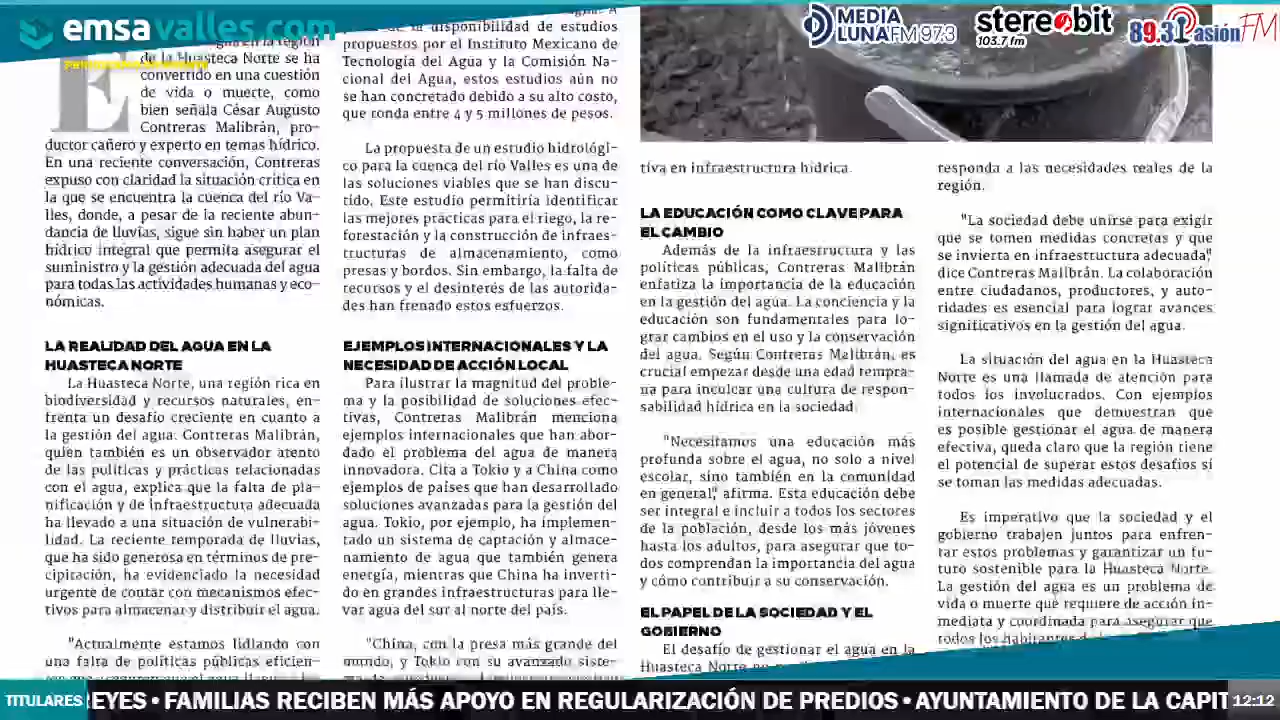 emsavalles.com
MEDIA LUNA FM 97.3
stereobit
103.7 fm
89.3 Pasión FM
de la Huasteca Norte se ha
convertido en una cuestión
de vida o muerte, como
bien señala César Augusto
Contreras Malibrán, pro-
ductor cañero y experto en temas hídrico.
En una reciente conversación, Contreras
expuso con claridad la situación crítica en
la que se encuentra la cuenca del río Va-
lles, donde, a pesar de la reciente abun-
dancia de lluvias, sigue sin haber un plan
hídrico integral que permita asegurar el
suministro y la gestión adecuada del agua
para todas las actividades humanas y eco-
nómicas.
LA REALIDAD DEL AGUA EN LA
HUASTECA NORTE
La Huasteca Norte, una región rica en
biodiversidad y recursos naturales, en-
frenta un desafío creciente en cuanto a
la gestión del agua. Contreras Malibrán,
quien también es un observador atento
de las políticas y prácticas relacionadas
con el agua, explica que la falta de pla-
nificación y de infraestructura adecuada
ha llevado a una situación de vulnerabi-
lidad. La reciente temporada de lluvias,
que ha sido generosa en términos de pre-
cipitación, ha evidenciado la necesidad
urgente de contar con mecanismos efec-
tivos para almacenar y distribuir el agua.
"Actualmente estamos lidiando con
una falta de políticas públicas eficien-
disponibilidad de estudios
propuestos por el Instituto Mexicano de
Tecnología del Agua y la Comisión Na-
cional del Agua, estos estudios aún no
se han concretado debido a su alto costo,
que ronda entre 4 y 5 millones de pesos.
La propuesta de un estudio hidrológi-
co para la cuenca del río Valles es una de
las soluciones viables que se han discu-
tido. Este estudio permitiría identificar
las mejores prácticas para el riego, la re-
forestación y la construcción de infraes-
tructuras de almacenamiento, como
presas y bordos. Sin embargo, la falta de
recursos y el desinterés de las autorida-
des han frenado estos esfuerzos.
EJEMPLOS INTERNACIONALES Y LA
NECESIDAD DE ACCIÓN LOCAL
Para ilustrar la magnitud del proble-
ma y la posibilidad de soluciones efec-
tivas, Contreras Malibrán menciona
ejemplos internacionales que han abor-
dado el problema del agua de manera
innovadora. Cita a Tokio y a China como
ejemplos de países que han desarrollado
soluciones avanzadas para la gestión del
agua. Tokio, por ejemplo, ha implemen-
tado un sistema de captación y almace-
namiento de agua que también genera
energía, mientras que China ha inverti-
do en grandes infraestructuras para lle-
var agua del sur al norte del país.
"China, con la presa más grande del
mundo, y Tokio con su avanzado siste-
tiva en infraestructura hídrica.
LA EDUCACIÓN COMO CLAVE PARA
EL CAMBIO
Además de la infraestructura y las
políticas públicas, Contreras Malibrán
enfatiza la importancia de la educación
en la gestión del agua. La conciencia y la
educación son fundamentales para lo-
grar cambios en el uso y la conservación
del agua. Según Contreras Malibrán, es
crucial empezar desde una edad tempra-
na para inculcar una cultura de respon-
sabilidad hídrica en la sociedad.
"Necesitamos una educación más
profunda sobre el agua, no solo a nivel
escolar, sino también en la comunidad
en general," afirma. Esta educación debe
ser integral e incluir a todos los sectores
de la población, desde los más jóvenes
hasta los adultos, para asegurar que to-
dos comprendan la importancia del agua
y cómo contribuir a su conservación.
EL PAPEL DE LA SOCIEDAD Y EL
GOBIERNO
El desafío de gestionar el agua en la
Huasteca Norte no
responda a las necesidades reales de la
región.
"La sociedad debe unirse para exigir
que se tomen medidas concretas y que
se invierta en infraestructura adecuada,"
dice Contreras Malibrán. La colaboración
entre ciudadanos, productores, y auto-
ridades es esencial para lograr avances
significativos en la gestión del agua.
La situación del agua en la Huasteca
Norte es una llamada de atención para
todos los involucrados. Con ejemplos
internacionales que demuestran que
es posible gestionar el agua de manera
efectiva, queda claro que la región tiene
el potencial de superar estos desafíos si
se toman las medidas adecuadas.
Es imperativo que la sociedad y el
gobierno trabajen juntos para enfren-
tar estos problemas y garantizar un fu-
turo sostenible para la Huasteca Norte.
La gestión del agua es un problema de
vida o muerte que requiere de acción in-
mediata y coordinada para asegurar que
todos los habitantes
TITULARES REYES • FAMILIAS RECIBEN MÁS APOYO EN REGULARIZACIÓN DE PREDIOS • AYUNTAMIENTO DE LA CAPIT 12:12